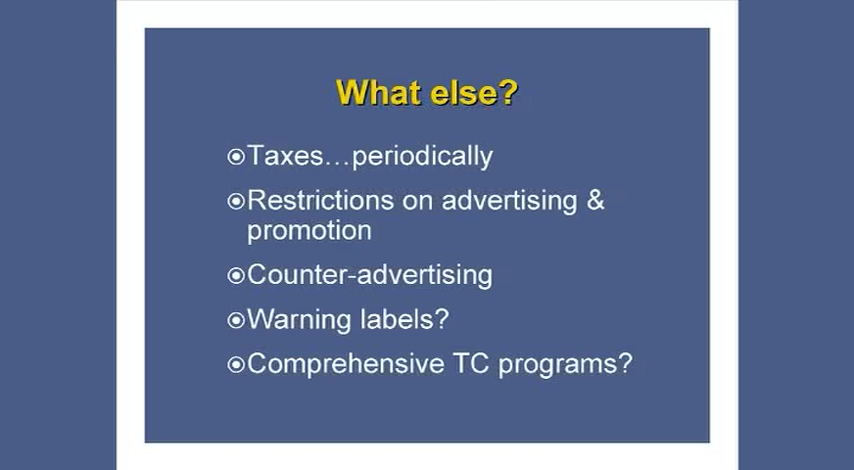 What else?
Taxes…periodically
Restrictions on advertising &
promotion
Counter-advertising
Warning labels?
Comprehensive TC programs?